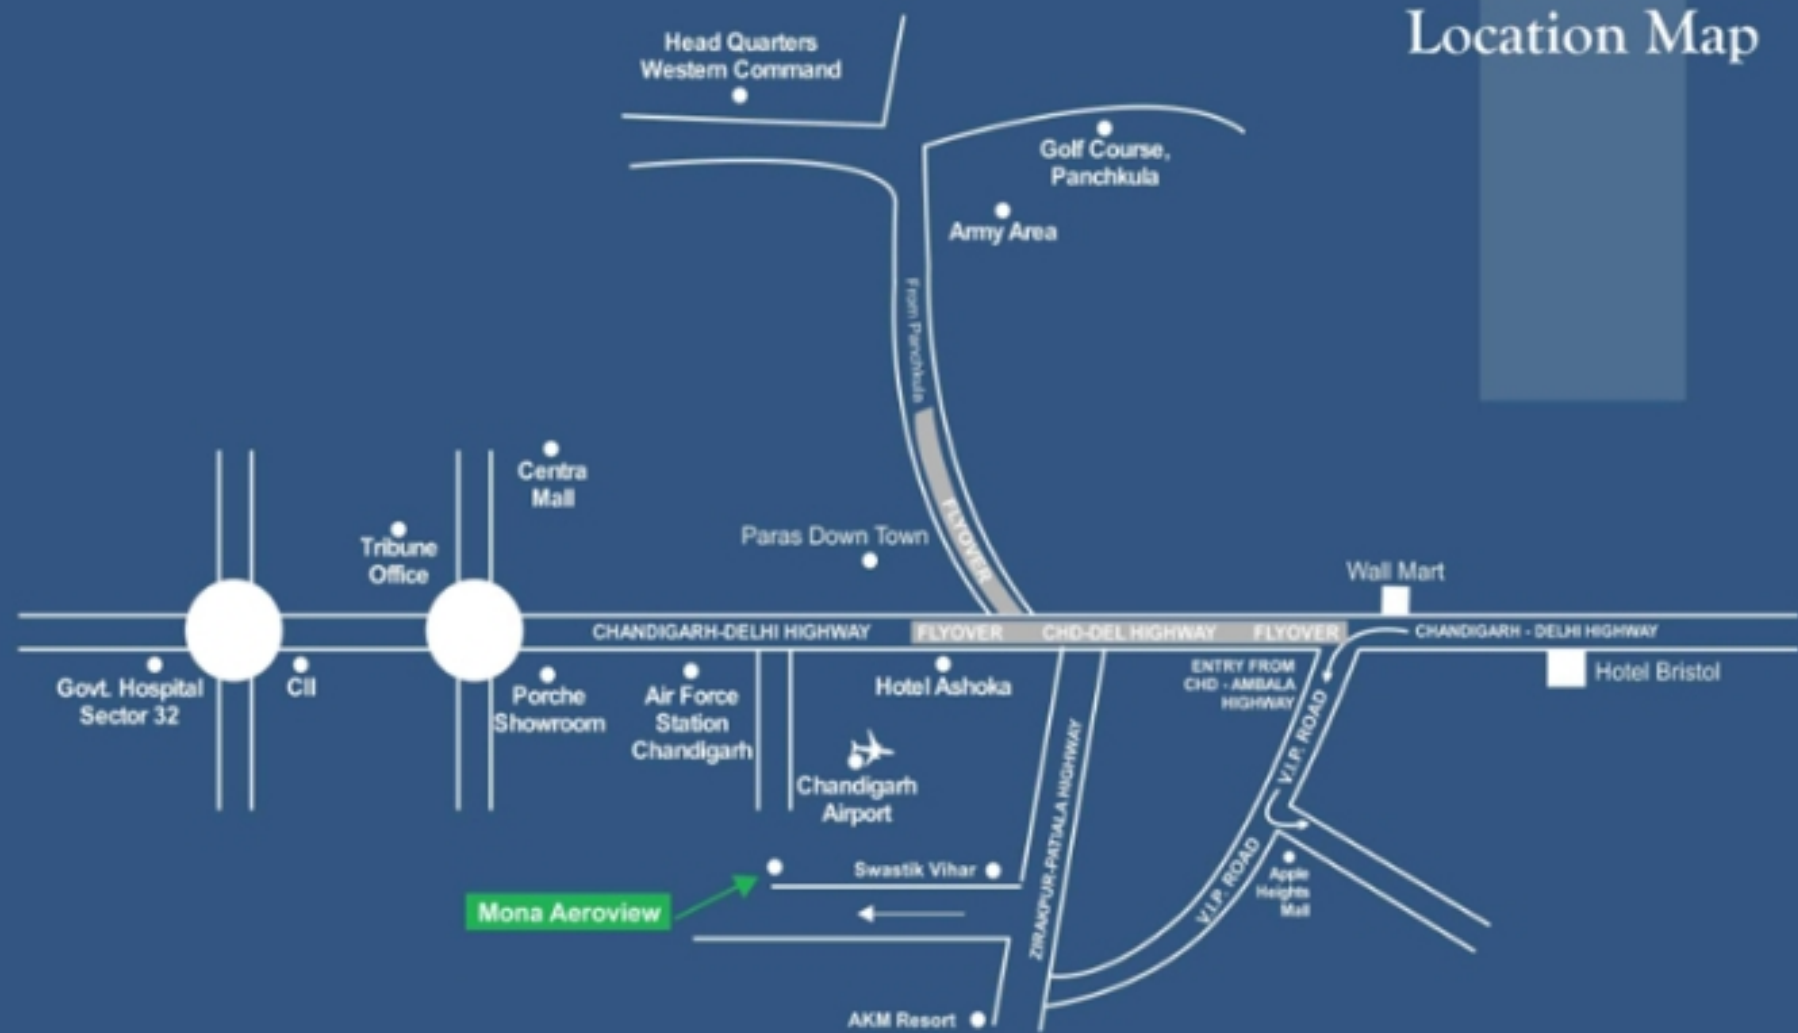 Location Map
Head Quarters
Western Command
Golf Course,
Panchkula
Army Area
From Panchkula
FLYOVER
Centra
Mall
Tribune
Office
Paras Down Town
Wall Mart
CHANDIGARH-DELHI HIGHWAY
FLYOVER
CHD-DEL HIGHWAY
FLYOVER
CHANDIGARH - DELHI HIGHWAY
Govt. Hospital
Sector 32
CII
Porche
Showroom
Air Force
Station
Chandigarh
Hotel Ashoka
ENTRY FROM
CHD - AMBALA
HIGHWAY
Hotel Bristol
V.I.P. ROAD
Chandigarh
Airport
ZIRAKPUR-PATIALA HIGHWAY
Swastik Vihar
V.I.P. ROAD
Apple
Heights
Mall
Mona Aeroview
AKM Resort